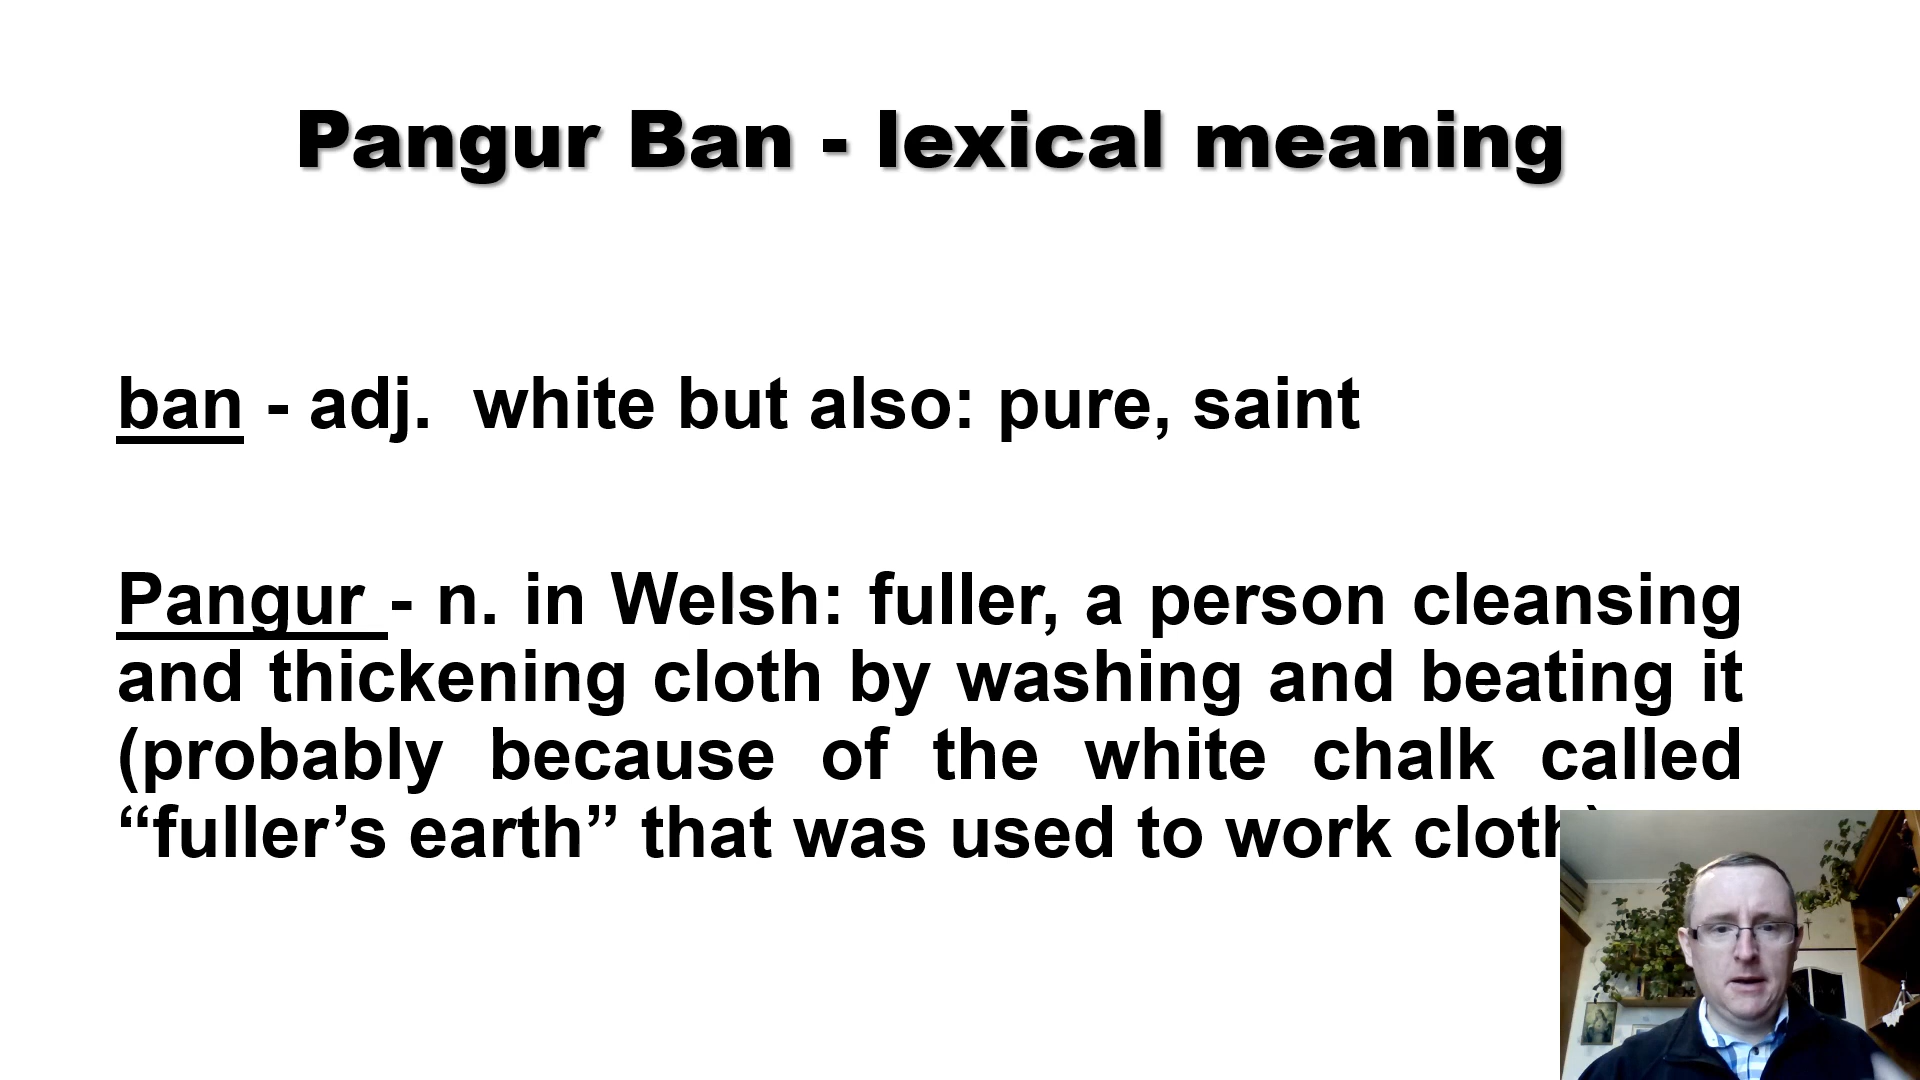 Pangur Ban - lexical meaning
ban - adj.  white but also: pure, saint
Pangur - n. in Welsh: fuller, a person cleansing
and thickening cloth by washing and beating it
(probably because of the white chalk called
“fuller’s earth” that was used to work cloth)